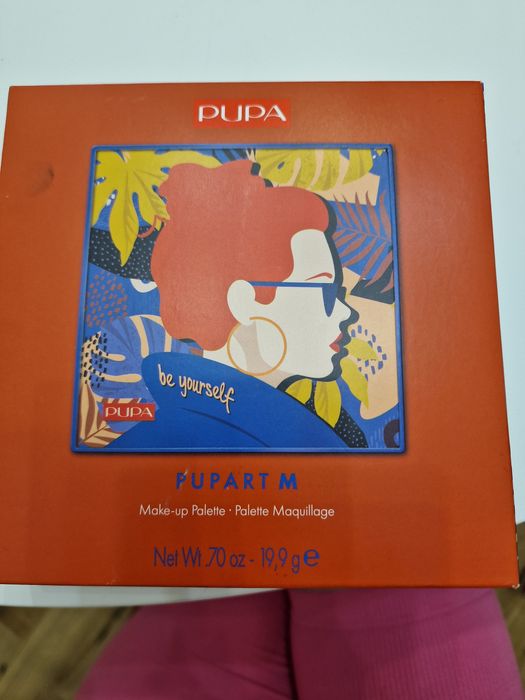 PUPA
be yourself
PUPA
PUPART M
Make-up Palette · Palette Maquillage
Net Wt .70 oz - 19,9 g e